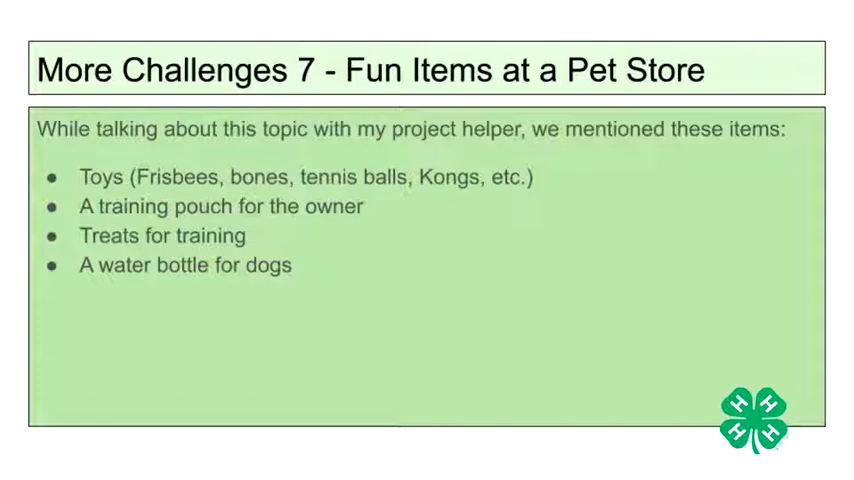 More Challenges 7 - Fun Items at a Pet Store
While talking about this topic with my project helper, we mentioned these items:
● Toys (Frisbees, bones, tennis balls, Kongs, etc.)
● A training pouch for the owner
● Treats for training
● A water bottle for dogs
H H
H H